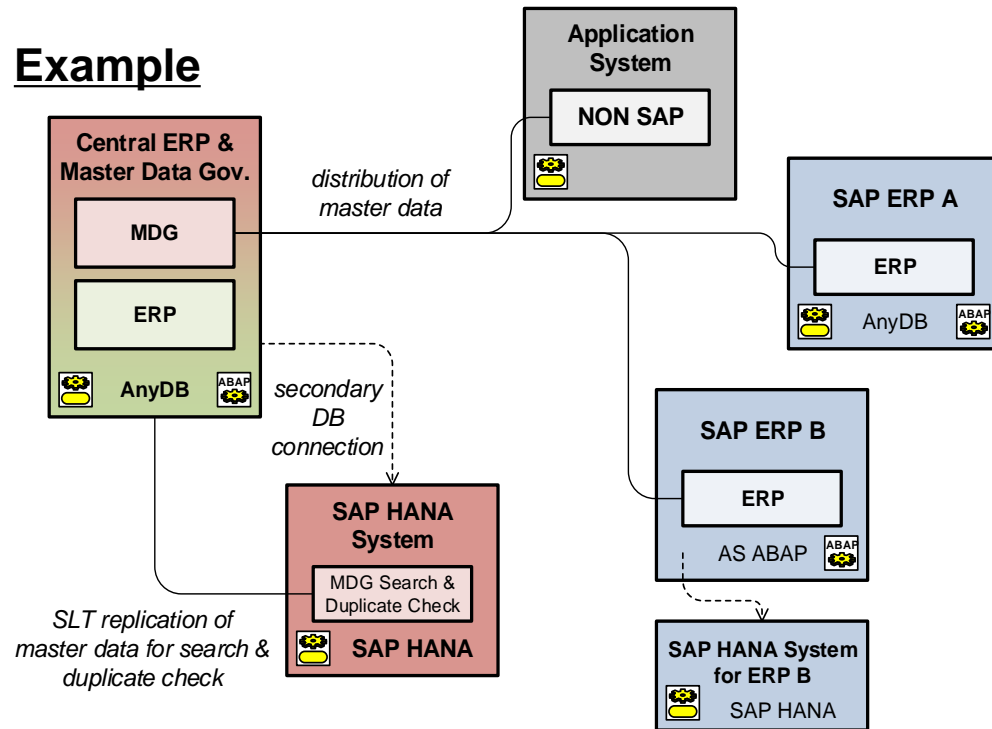 Example
Central ERP &
Master Data Gov.
MDG
ERP
AnyDB
ABAP
distribution of
master data
Application
System
NON SAP
SAP ERP A
ERP
AnyDB
ABAP
secondary
DB
connection
SAP ERP B
ERP
AS ABAP
ABAP
SAP HANA
System
MDG Search &
Duplicate Check
SAP HANA
SLT replication of
master data for search &
duplicate check
SAP HANA System
for ERP B
SAP HANA